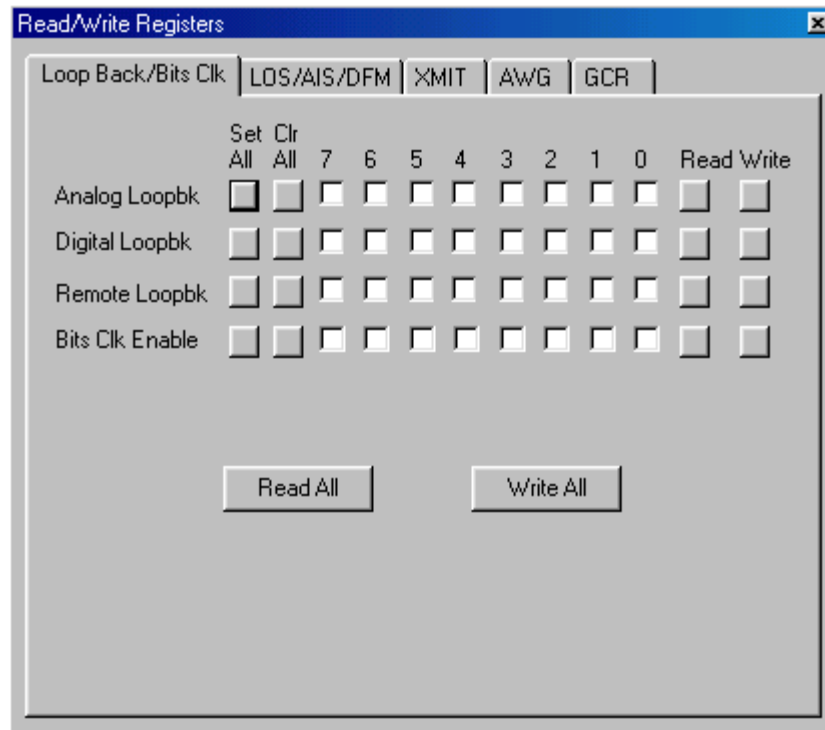 Read/Write Registers
Loop Back/Bits Clk LOS/AIS/DFM XMIT AWG GCR
Set Clr
All All 7 6 5 4 3 2 1 0 Read Write
Analog Loopbk
Digital Loopbk
Remote Loopbk
Bits Clk Enable
Read All Write All